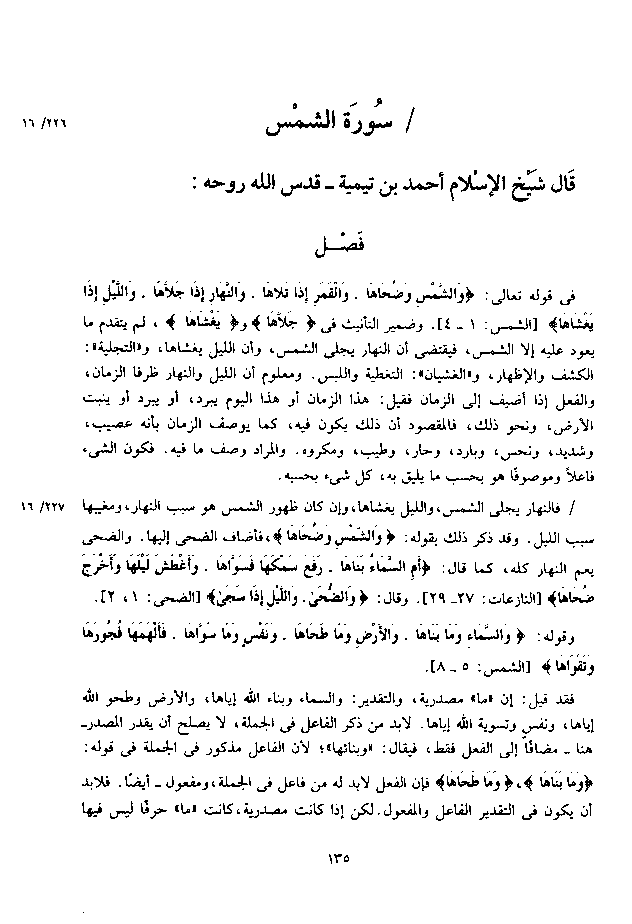 / سُورَة الشمْس ٢٢٦/ ١٦
قَال شَيْخ الإسْلام أحمد بن تيمية ـ قدس الله روحه :
فَصْــل
فى قوله تعالى: ﴿وَالشَّمْسِ وَضُحَاهَا . وَالْقَمَرِ إِذَا تَلاهَا . وَالنَّهَارِ إِذَا جَلاَّهَا . وَاللَّيْلِ إِذَا
يَغْشَاهَا﴾ [الشمس: ١ ـ ٤]. وضمير التأنيث فى ﴿ جَلاَّهَا ﴾ و﴿ يَغْشَاهَا ﴾ ، لم يتقدم ما
يعود عليه إلا الشمس، فيقتضى أن النهار يجلى الشمس، وأن الليل يغشاها، و«التجلية»:
الكشف والإظهار، و«الغشيان»: التغطية واللبس. ومعلوم أن الليل والنهار ظرفا الزمان،
والفعل إذا أضيف إلى الزمان فقيل: هذا الزمان أو هذا اليوم يبرد، أو يبرد أو ينبت
الأرض، ونحو ذلك، فالمقصود أن ذلك يكون فيه، كما يوصف الزمان بأنه عصيب،
وشديد، ونحس، وبارد، وحار، وطيب، ومكروه. والمراد وصف ما فيه. فكون الشىء
فاعلاً وموصوفًا هو بحسب ما يليق به، كل شىء بحسبه.
/ فالنهار يجلى الشمس، والليل يغشاها، وإن كان ظهور الشمس هو سبب النهار، ومغيبها ٢٢٧/ ١٦
سبب الليل. وقد ذكر ذلك بقوله: ﴿ وَالشَّمْسِ وَضُحَاهَا ﴾، فأضاف الضحى إليها. والضحى
يعم النهار كله، كما قال: ﴿أَمِ السَّمَاءُ بَنَاهَا . رَفَعَ سَمْكَهَا فَسَوَّاهَا . وَأَغْطَشَ لَيْلَهَا وَأَخْرَجَ
ضُحَاهَا﴾ [النازعات: ٢٧ـ ٢٩]. وقال: ﴿ وَالضُّحَىٰ. وَاللَّيْلِ إِذَا سَجَىٰ﴾ [الضحى: ١ ، ٢].
وقوله: ﴿ وَالسَّمَاءِ وَمَا بَنَاهَا . وَالأَرْضِ وَمَا طَحَاهَا . وَنَفْسٍ وَمَا سَوَّاهَا . فَأَلْهَمَهَا فُجُورَهَا
وَتَقْوَاهَا ﴾ [الشمس: ٥ ـ ٨].
فقد قيل: إن «ما» مصدرية، والتقدير: والسماء وبناء الله إياها، والأرض وطحو الله
إياها، ونفس وتسوية الله إياها. لابد من ذكر الفاعل فى الجملة، لا يصلح أن يقدر المصدرـ
هنا ـ مضافاً إلى الفعل فقط، فيقال: «وبنائها»؛ لأن الفاعل مذكور فى الجملة فى قوله:
﴿وَمَا بَنَاهَا ﴾ ، ﴿ وَمَا طَحَاهَا﴾ فإن الفعل لابد له من فاعل فى الجملة، ومفعول ـ أيضًا. فلابد
أن يكون فى التقدير الفاعل والمفعول. لكن إذا كانت مصدرية، كانت «ما» حرفًا ليس فيها
١٣٥